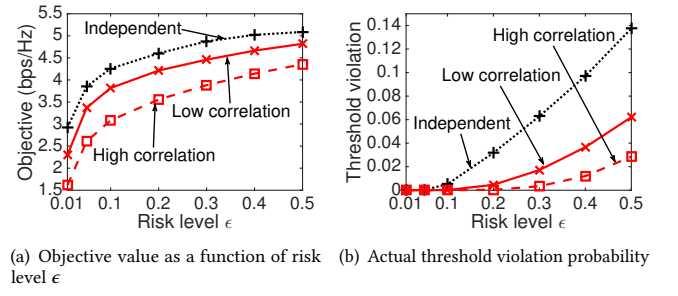 5.5
5
4.5
4
3.5
3
2.5
2
1.5
Objective (bps/Hz)
Independent
Low correlation
High correlation
0.01 0.1 0.2 0.3 0.4 0.5
Risk level ϵ
(a) Objective value as a function of risk
level ϵ
0.14
0.12
0.1
0.08
0.06
0.04
0.02
0
Threshold violation
High correlation
Low correlation
Independent
0.01 0.1 0.2 0.3 0.4 0.5
Risk level ϵ
(b) Actual threshold violation probability